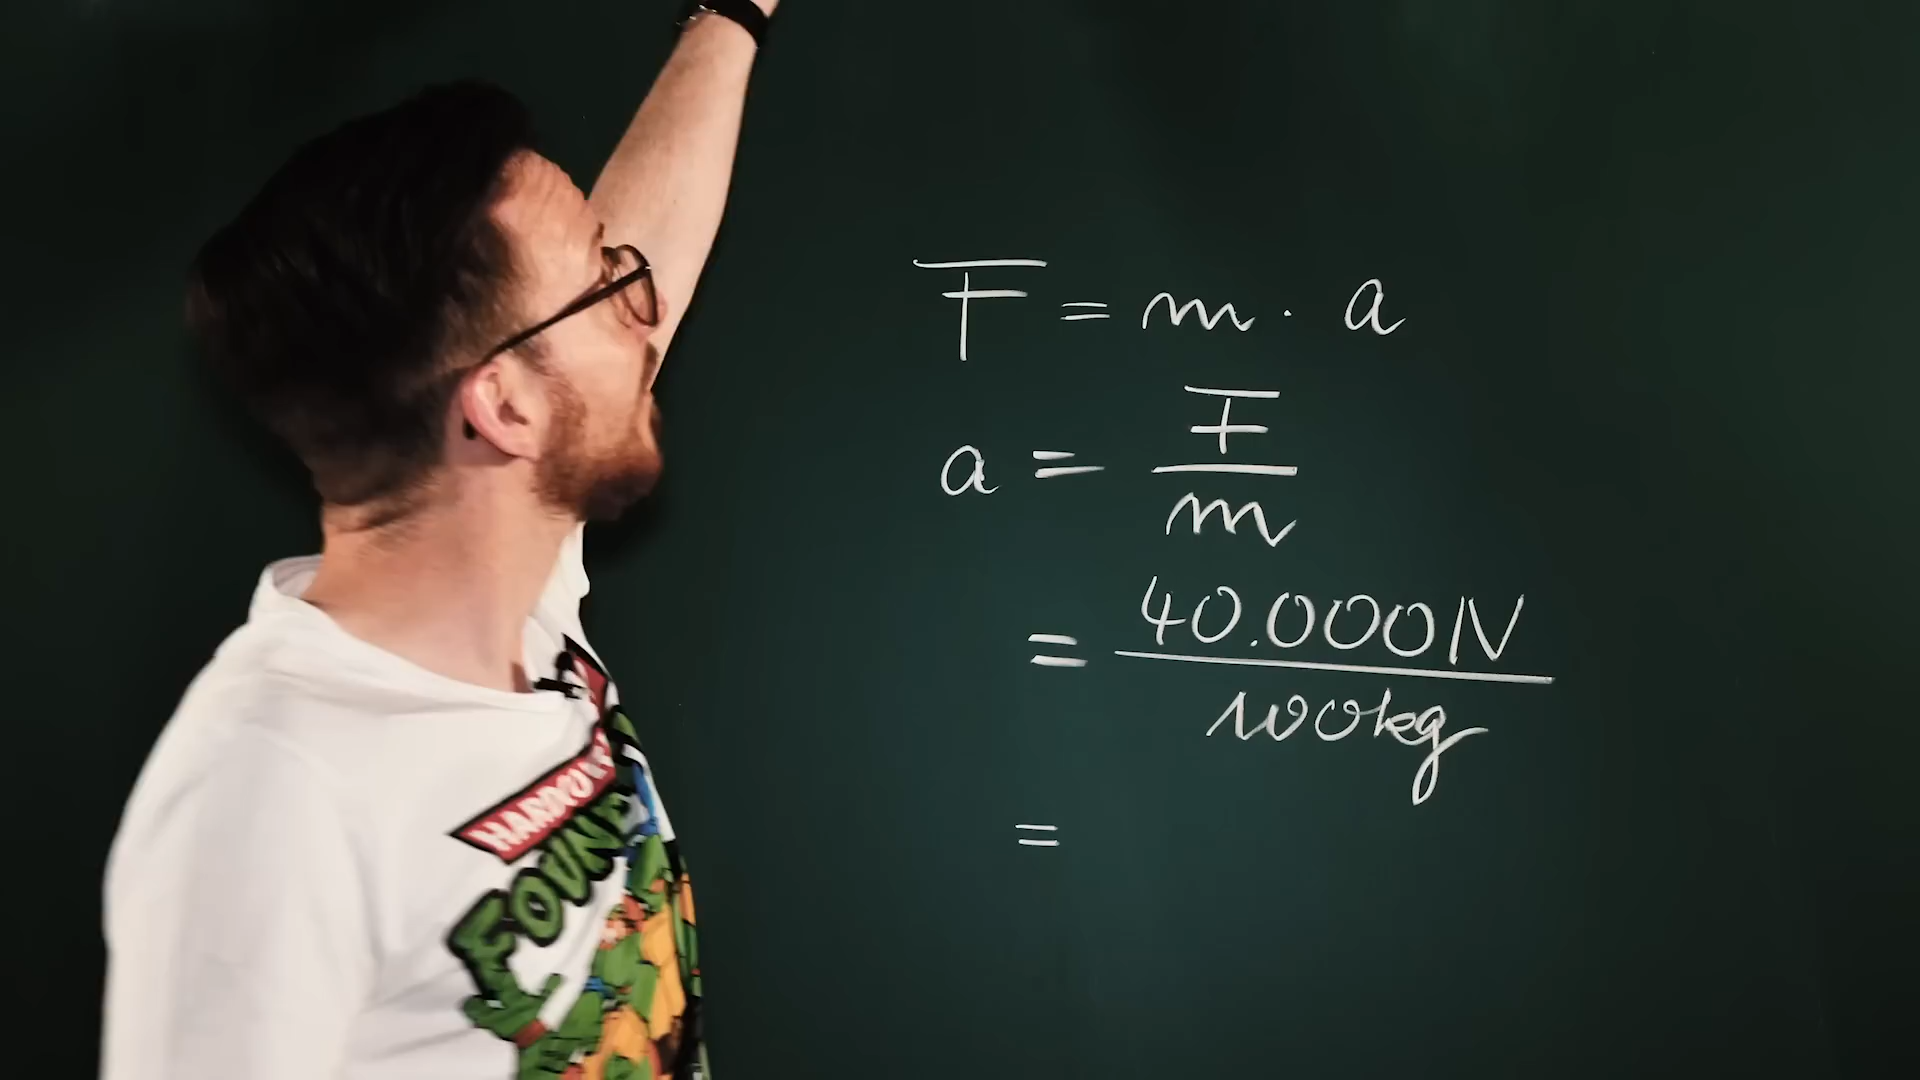 F = m · a
a = F/m
= 40.000N/100kg
=